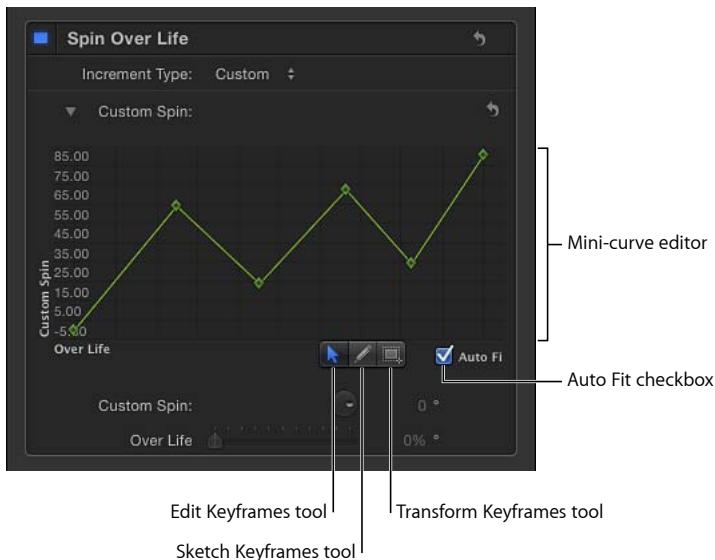 Spin Over Life
Increment Type: Custom
Custom Spin:
85.00
75.00
65.00
55.00
45.00
35.00
25.00
15.00
5.00
-5.00
Custom Spin
Over Life
Auto Fi
Custom Spin: 0 °
Over Life 0% °
Mini-curve editor
Auto Fit checkbox
Edit Keyframes tool
Transform Keyframes tool
Sketch Keyframes tool